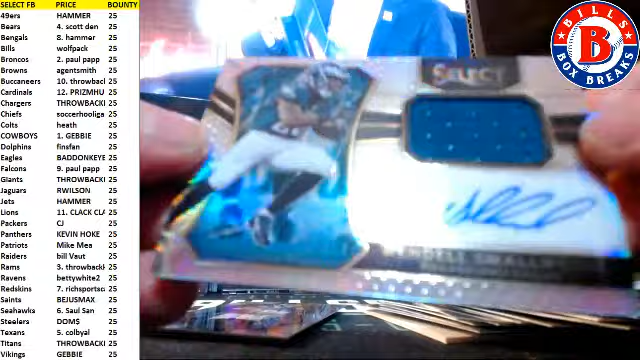 SELECT FB PRICE BOUNTY
49ers HAMMER 25
Bears 4. scott den 25
Bengals 8. hammer 25
Bills wolfpack 25
Broncos 2. paul papp 25
Browns agentsmith 25
Buccaneers 10. throwbacl 25
Cardinals 12. PRIZMHU 25
Chargers THROWBACKI 25
Chiefs soccerhooliga 25
Colts heath 25
COWBOYS 1. GEBBIE 25
Dolphins finsfan 25
Eagles BADDONKEYE 25
Falcons 9. paul papp 25
Giants THROWBACKI 25
Jaguars RWILSON 25
Jets HAMMER 25
Lions 11. CLACK CLA 25
Packers CJ 25
Panthers KEVIN HOKE 25
Patriots Mike Mea 25
Raiders bill Vaut 25
Rams 3. throwbackl 25
Ravens bettywhite2 25
Redskins 7. richsportsc 25
Saints BEJUSMAX 25
Seahawks 6. Saul San 25
Steelers DOM$ 25
Texans 5. colbyal 25
Titans THROWBACKI 25
Vikings GEBBIE 25
SELECT
SMALLW
BILLS
B
BOX BREAKS